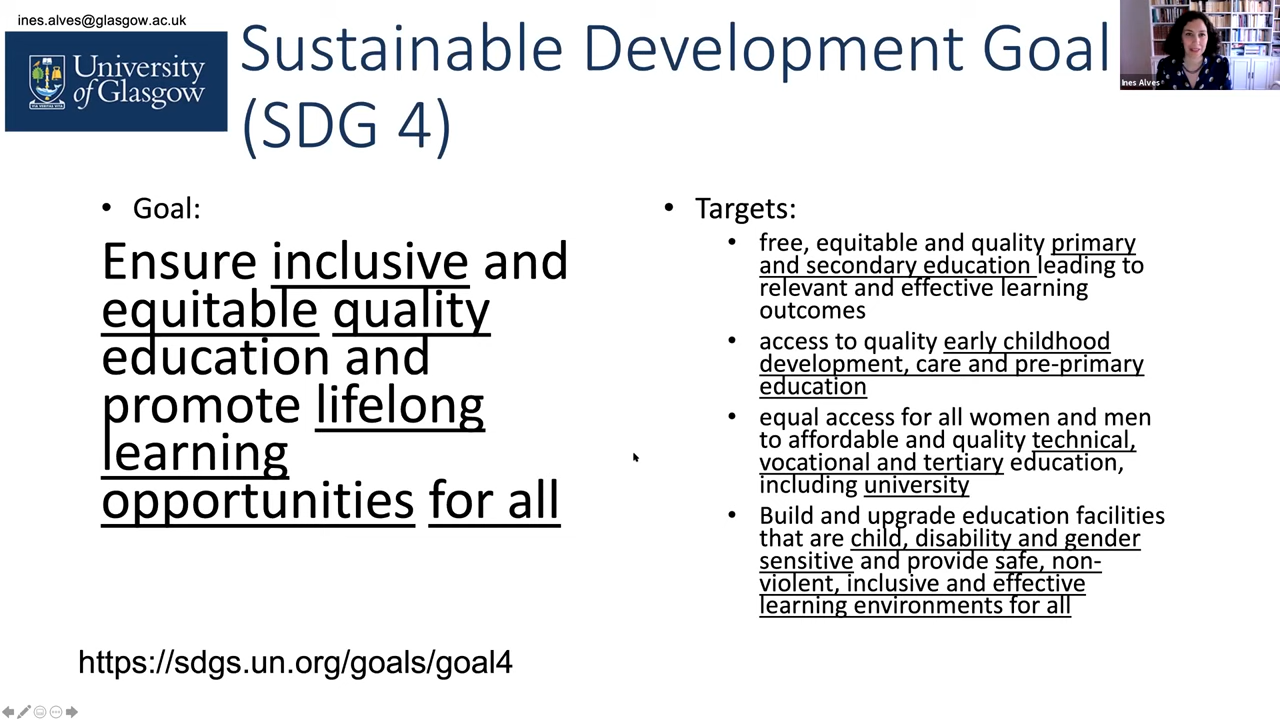 ines.alves@glasgow.ac.uk
University
of Glasgow
Sustainable Development Goal
(SDG 4)
Ines Alves
• Goal:
Ensure inclusive and
equitable quality
education and
promote lifelong
learning
opportunities for all
• Targets:
• free, equitable and quality primary
and secondary education leading to
relevant and effective learning
outcomes
• access to quality early childhood
development, care and pre-primary
education
• equal access for all women and men
to affordable and quality technical,
vocational and tertiary education,
including university
• Build and upgrade education facilities
that are child, disability and gender
sensitive and provide safe, non-
violent, inclusive and effective
learning environments for all
https://sdgs.un.org/goals/goal4